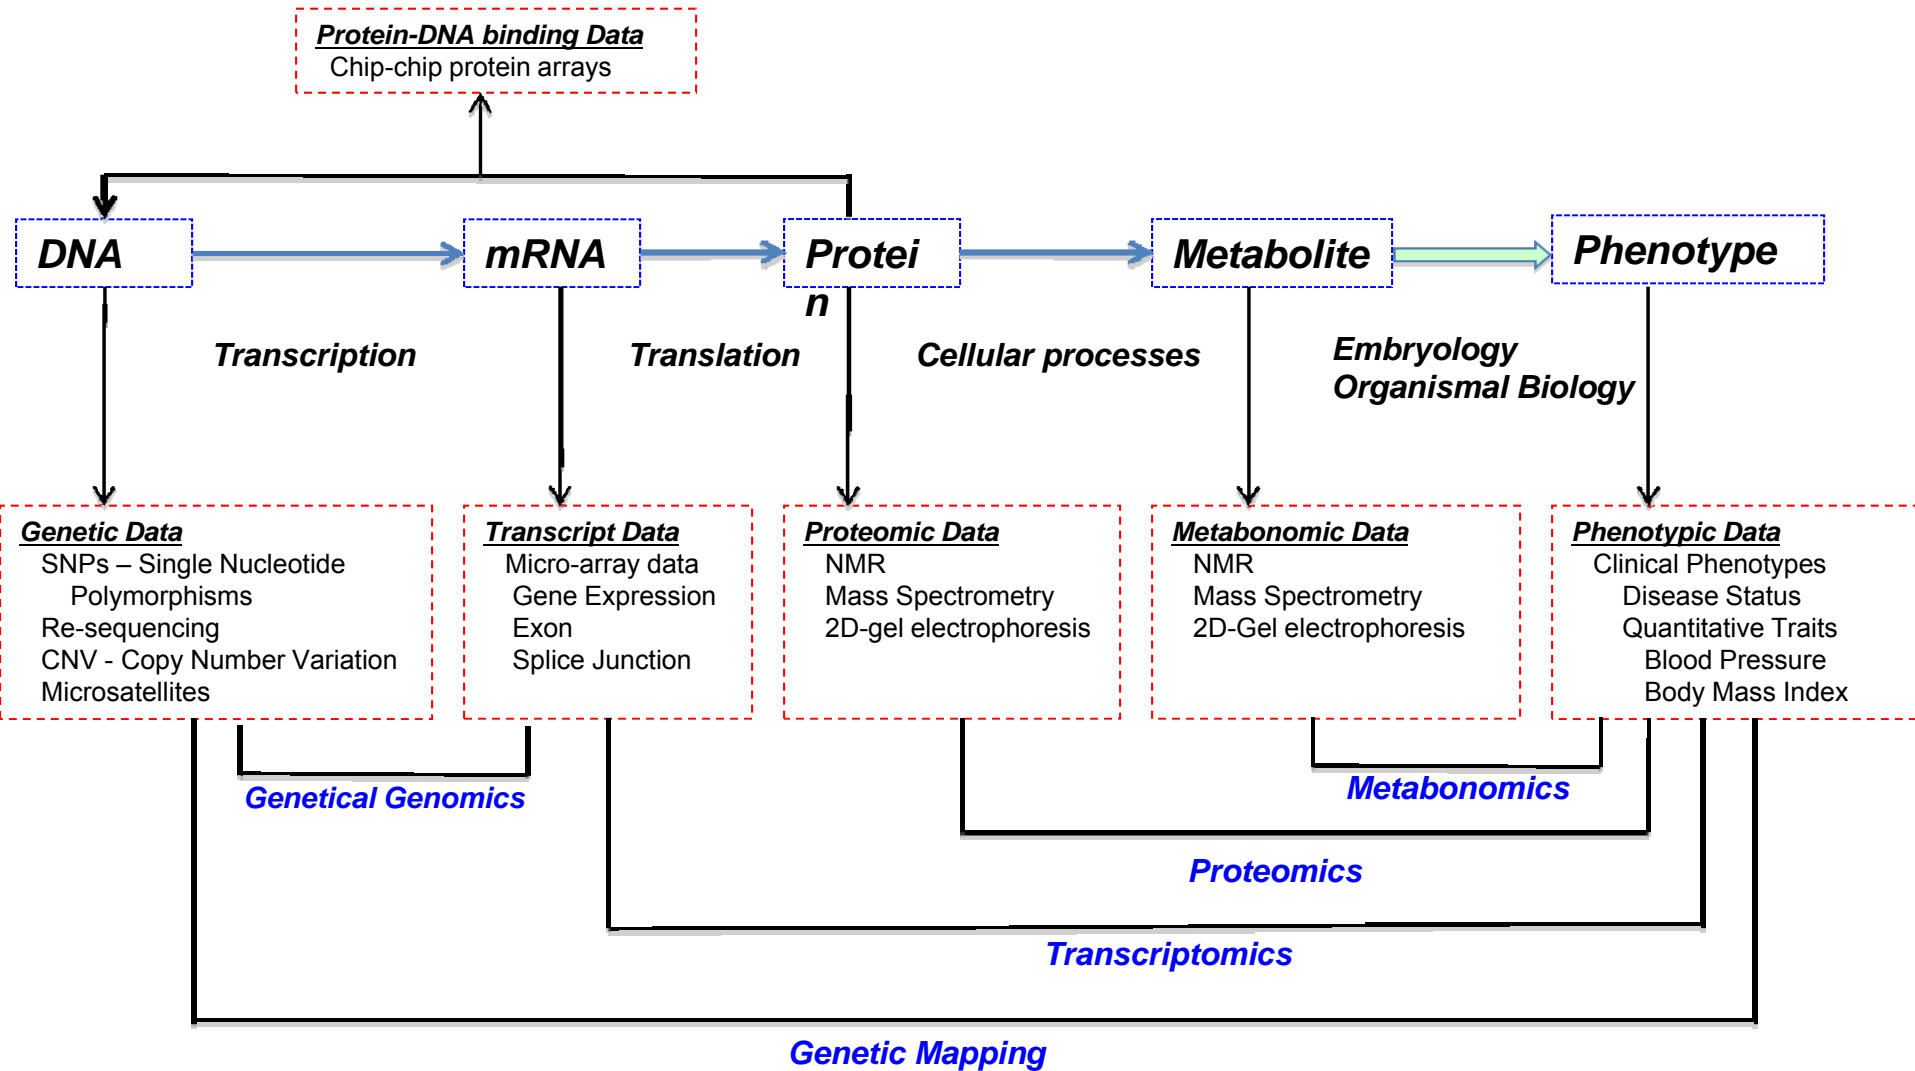 Protein-DNA binding Data
Chip-chip protein arrays
DNA
mRNA
Protei
n
Metabolite
Phenotype
Transcription
Translation
Cellular processes
Embryology
Organismal Biology
Genetic Data
SNPs – Single Nucleotide
Polymorphisms
Re-sequencing
CNV - Copy Number Variation
Microsatellites
Transcript Data
Micro-array data
Gene Expression
Exon
Splice Junction
Proteomic Data
NMR
Mass Spectrometry
2D-gel electrophoresis
Metabonomic Data
NMR
Mass Spectrometry
2D-Gel electrophoresis
Phenotypic Data
Clinical Phenotypes
Disease Status
Quantitative Traits
Blood Pressure
Body Mass Index
Genetical Genomics
Metabonomics
Proteomics
Transcriptomics
Genetic Mapping